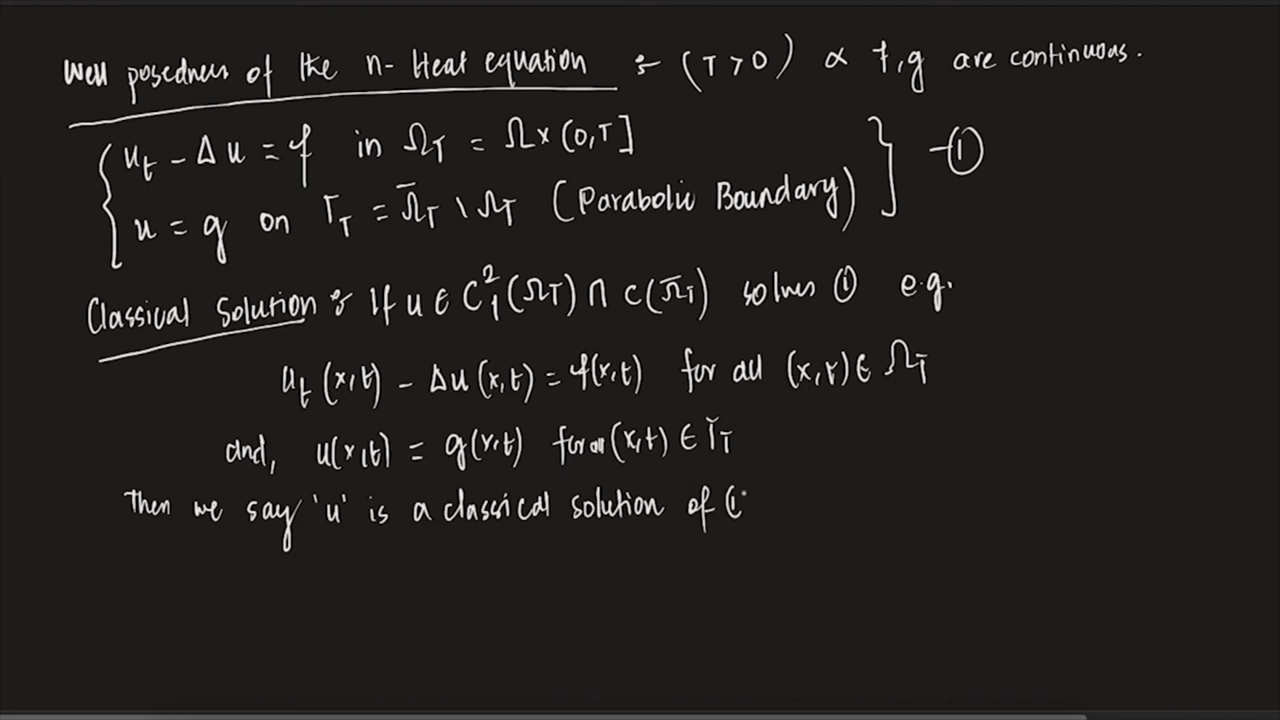 Well posedness of the n- Heat equation :- (T > 0) & f,g are continuous.
{ u_t - Δu = f in Ω_T = Ω × (0,T]
{ u = g on Γ_T = Ω̄_T \ Ω_T (Parabolic Boundary) } -①
Classical Solution :- If u ∈ C²₁(Ω_T) ∩ C(Ω̄_T) solves ① e.g.
u_t (x,t) - Δu (x,t) = f(x,t) for all (x,t) ∈ Ω_T
and, u(x,t) = g(x,t) for all (x,t) ∈ Γ_T
Then we say 'u' is a classical solution of (1